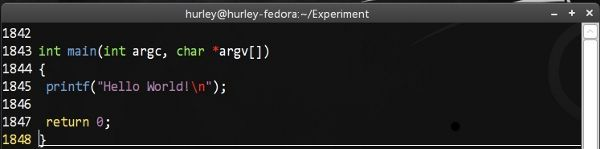 hurley@hurley-fedora:~/Experiment
1842
1843 int main(int argc, char *argv[])
1844 {
1845  printf("Hello World!\n");
1846
1847  return 0;
1848 }